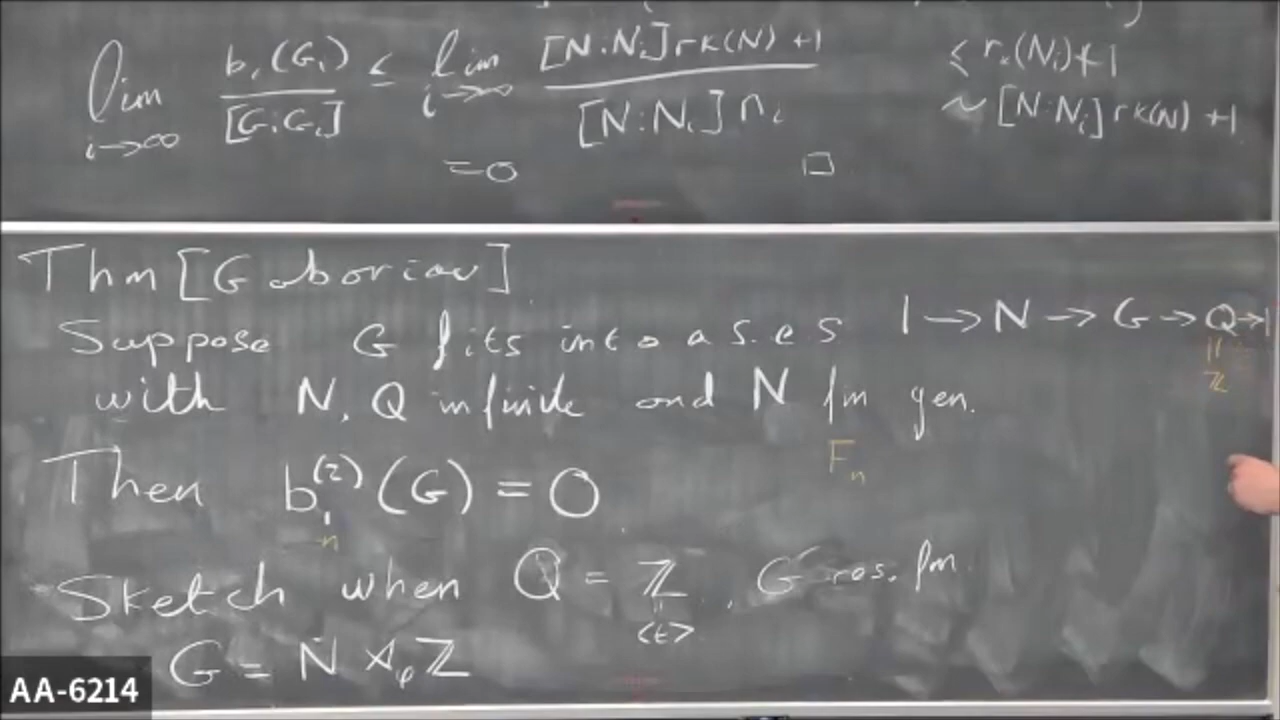 lim i→∞ b₁(Gᵢ)/[G:Gᵢ] ≤ lim i→∞ [N:Nᵢ]rk(N)+1 / [N:Nᵢ]nᵢ
≤ rk(Nᵢ)+1
~ [N:Nᵢ]rk(N)+1
=0 □
Thm [Gaboriau]
Suppose G fits into a s.e.s 1→N→G→Q→1
ℤ
with N, Q infinite and N fin gen.
Fₙ
Then b₁⁽²⁾(G) = 0
n
Sketch when Q = ℤ, G res. fin
<t>
G = N ⋊ᵩ ℤ
AA-6214